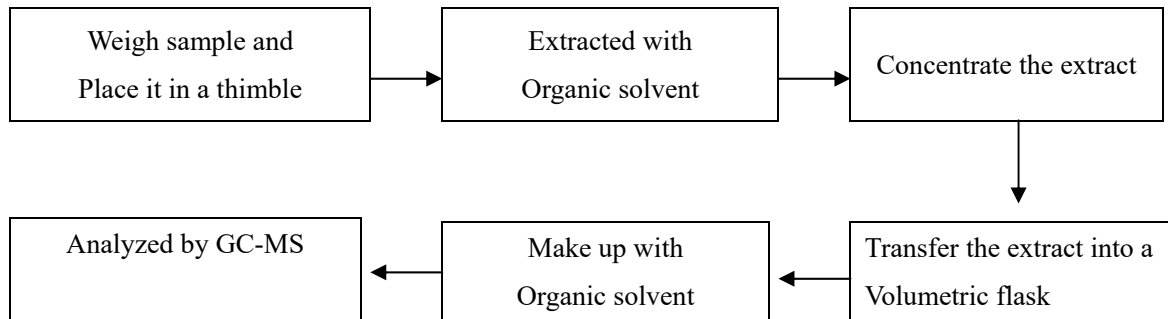 Weigh sample and
Place it in a thimble
Extracted with
Organic solvent
Concentrate the extract
Transfer the extract into a
Volumetric flask
Make up with
Organic solvent
Analyzed by GC-MS